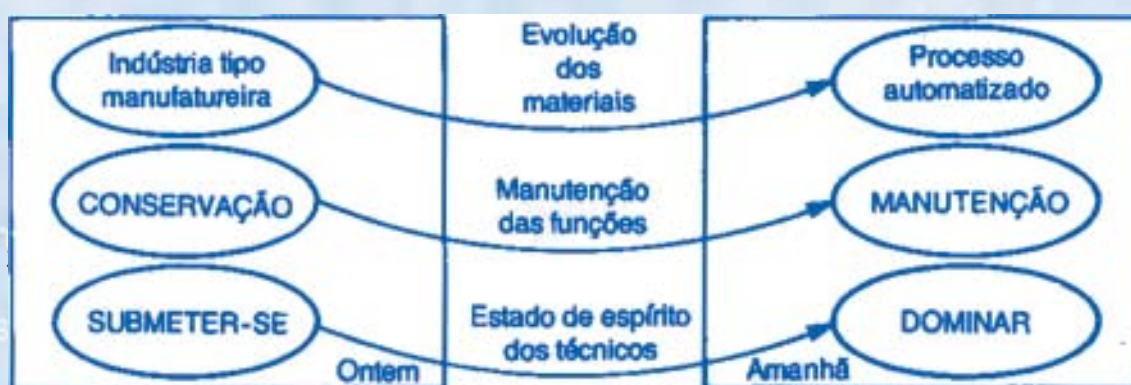 Indústria tipo
manufatureira
Evolução
dos
materiais
Processo
automatizado
CONSERVAÇÃO
Manutenção
das funções
MANUTENÇÃO
SUBMETER-SE
Estado de espírito
dos técnicos
DOMINAR
Ontem
Amanhã